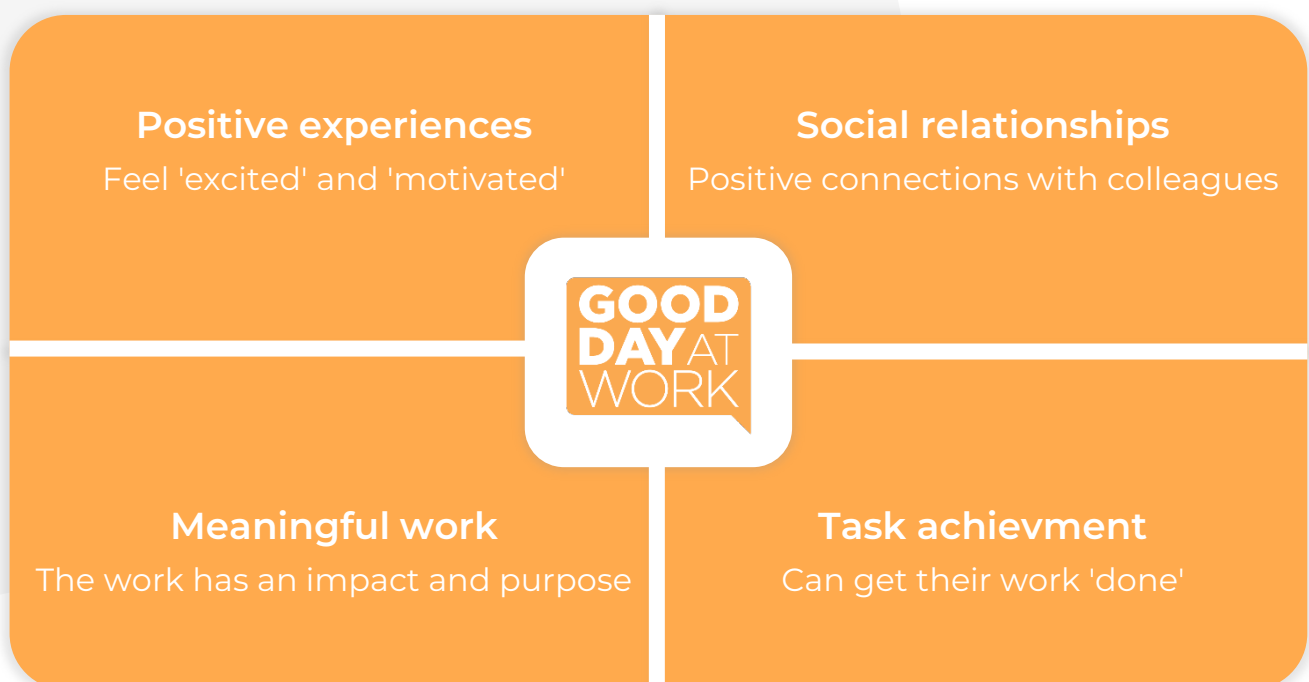 Positive experiences
Feel 'excited' and 'motivated'
Social relationships
Positive connections with colleagues
GOOD
DAY AT
WORK
Meaningful work
The work has an impact and purpose
Task achievment
Can get their work 'done'